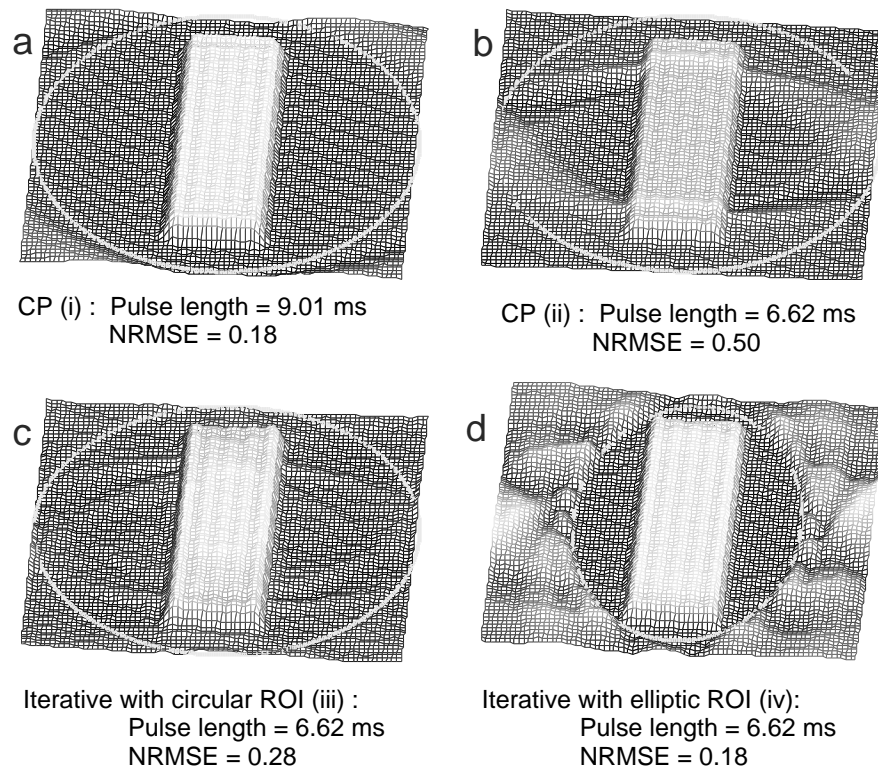 a
CP (i) : Pulse length = 9.01 ms
NRMSE = 0.18
b
CP (ii) : Pulse length = 6.62 ms
NRMSE = 0.50
c
Iterative with circular ROI (iii) :
Pulse length = 6.62 ms
NRMSE = 0.28
d
Iterative with elliptic ROI (iv):
Pulse length = 6.62 ms
NRMSE = 0.18